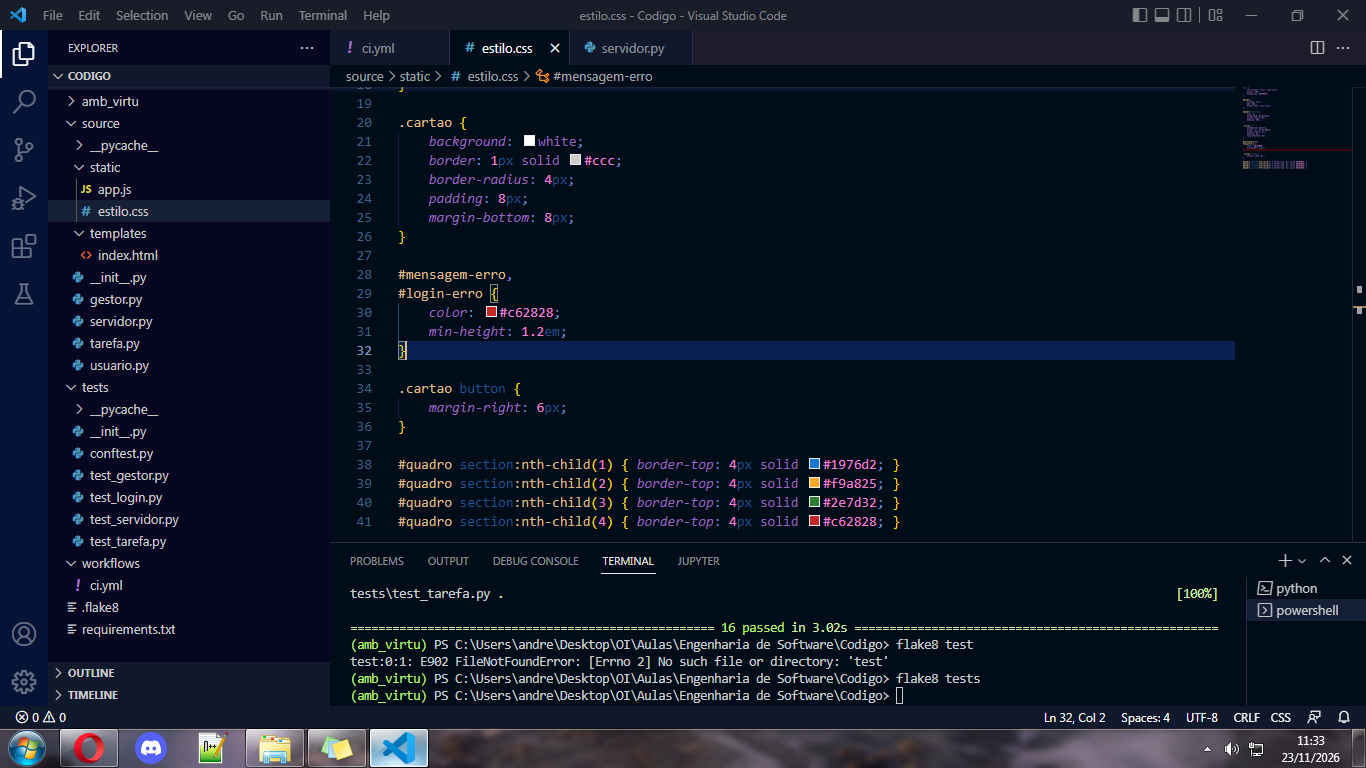 File Edit Selection View Go Run Terminal Help
estilo.css - Codigo - Visual Studio Code
EXPLORER
CODIGO
amb_virtu
source
__pycache__
static
JS app.js
# estilo.css
templates
<> index.html
__init__.py
gestor.py
servidor.py
tarefa.py
usuario.py
tests
__pycache__
__init__.py
conftest.py
test_gestor.py
test_login.py
test_servidor.py
test_tarefa.py
workflows
! ci.yml
.flake8
requirements.txt
OUTLINE
TIMELINE
! ci.yml
# estilo.css
servidor.py
source > static > # estilo.css > #mensagem-erro
19
20 .cartao {
21 background: white;
22 border: 1px solid #ccc;
23 border-radius: 4px;
24 padding: 8px;
25 margin-bottom: 8px;
26 }
27
28 #mensagem-erro,
29 #login-erro {
30 color: #c62828;
31 min-height: 1.2em;
32 }
33
34 .cartao button {
35 margin-right: 6px;
36 }
37
38 #quadro section:nth-child(1) { border-top: 4px solid #1976d2; }
39 #quadro section:nth-child(2) { border-top: 4px solid #f9a825; }
40 #quadro section:nth-child(3) { border-top: 4px solid #2e7d32; }
41 #quadro section:nth-child(4) { border-top: 4px solid #c62828; }
PROBLEMS OUTPUT DEBUG CONSOLE TERMINAL JUPYTER
tests\test_tarefa.py . [100%]
16 passed in 3.02s
(amb_virtu) PS C:\Users\andre\Desktop\OI\Aulas\Engenharia de Software\Codigo> flake8 test
test:0:1: E902 FileNotFoundError: [Errno 2] No such file or directory: 'test'
(amb_virtu) PS C:\Users\andre\Desktop\OI\Aulas\Engenharia de Software\Codigo> flake8 tests
(amb_virtu) PS C:\Users\andre\Desktop\OI\Aulas\Engenharia de Software\Codigo>
python
powershell
0 0
Ln 32, Col 2 Spaces: 4 UTF-8 CRLF CSS
11:33
23/11/2026